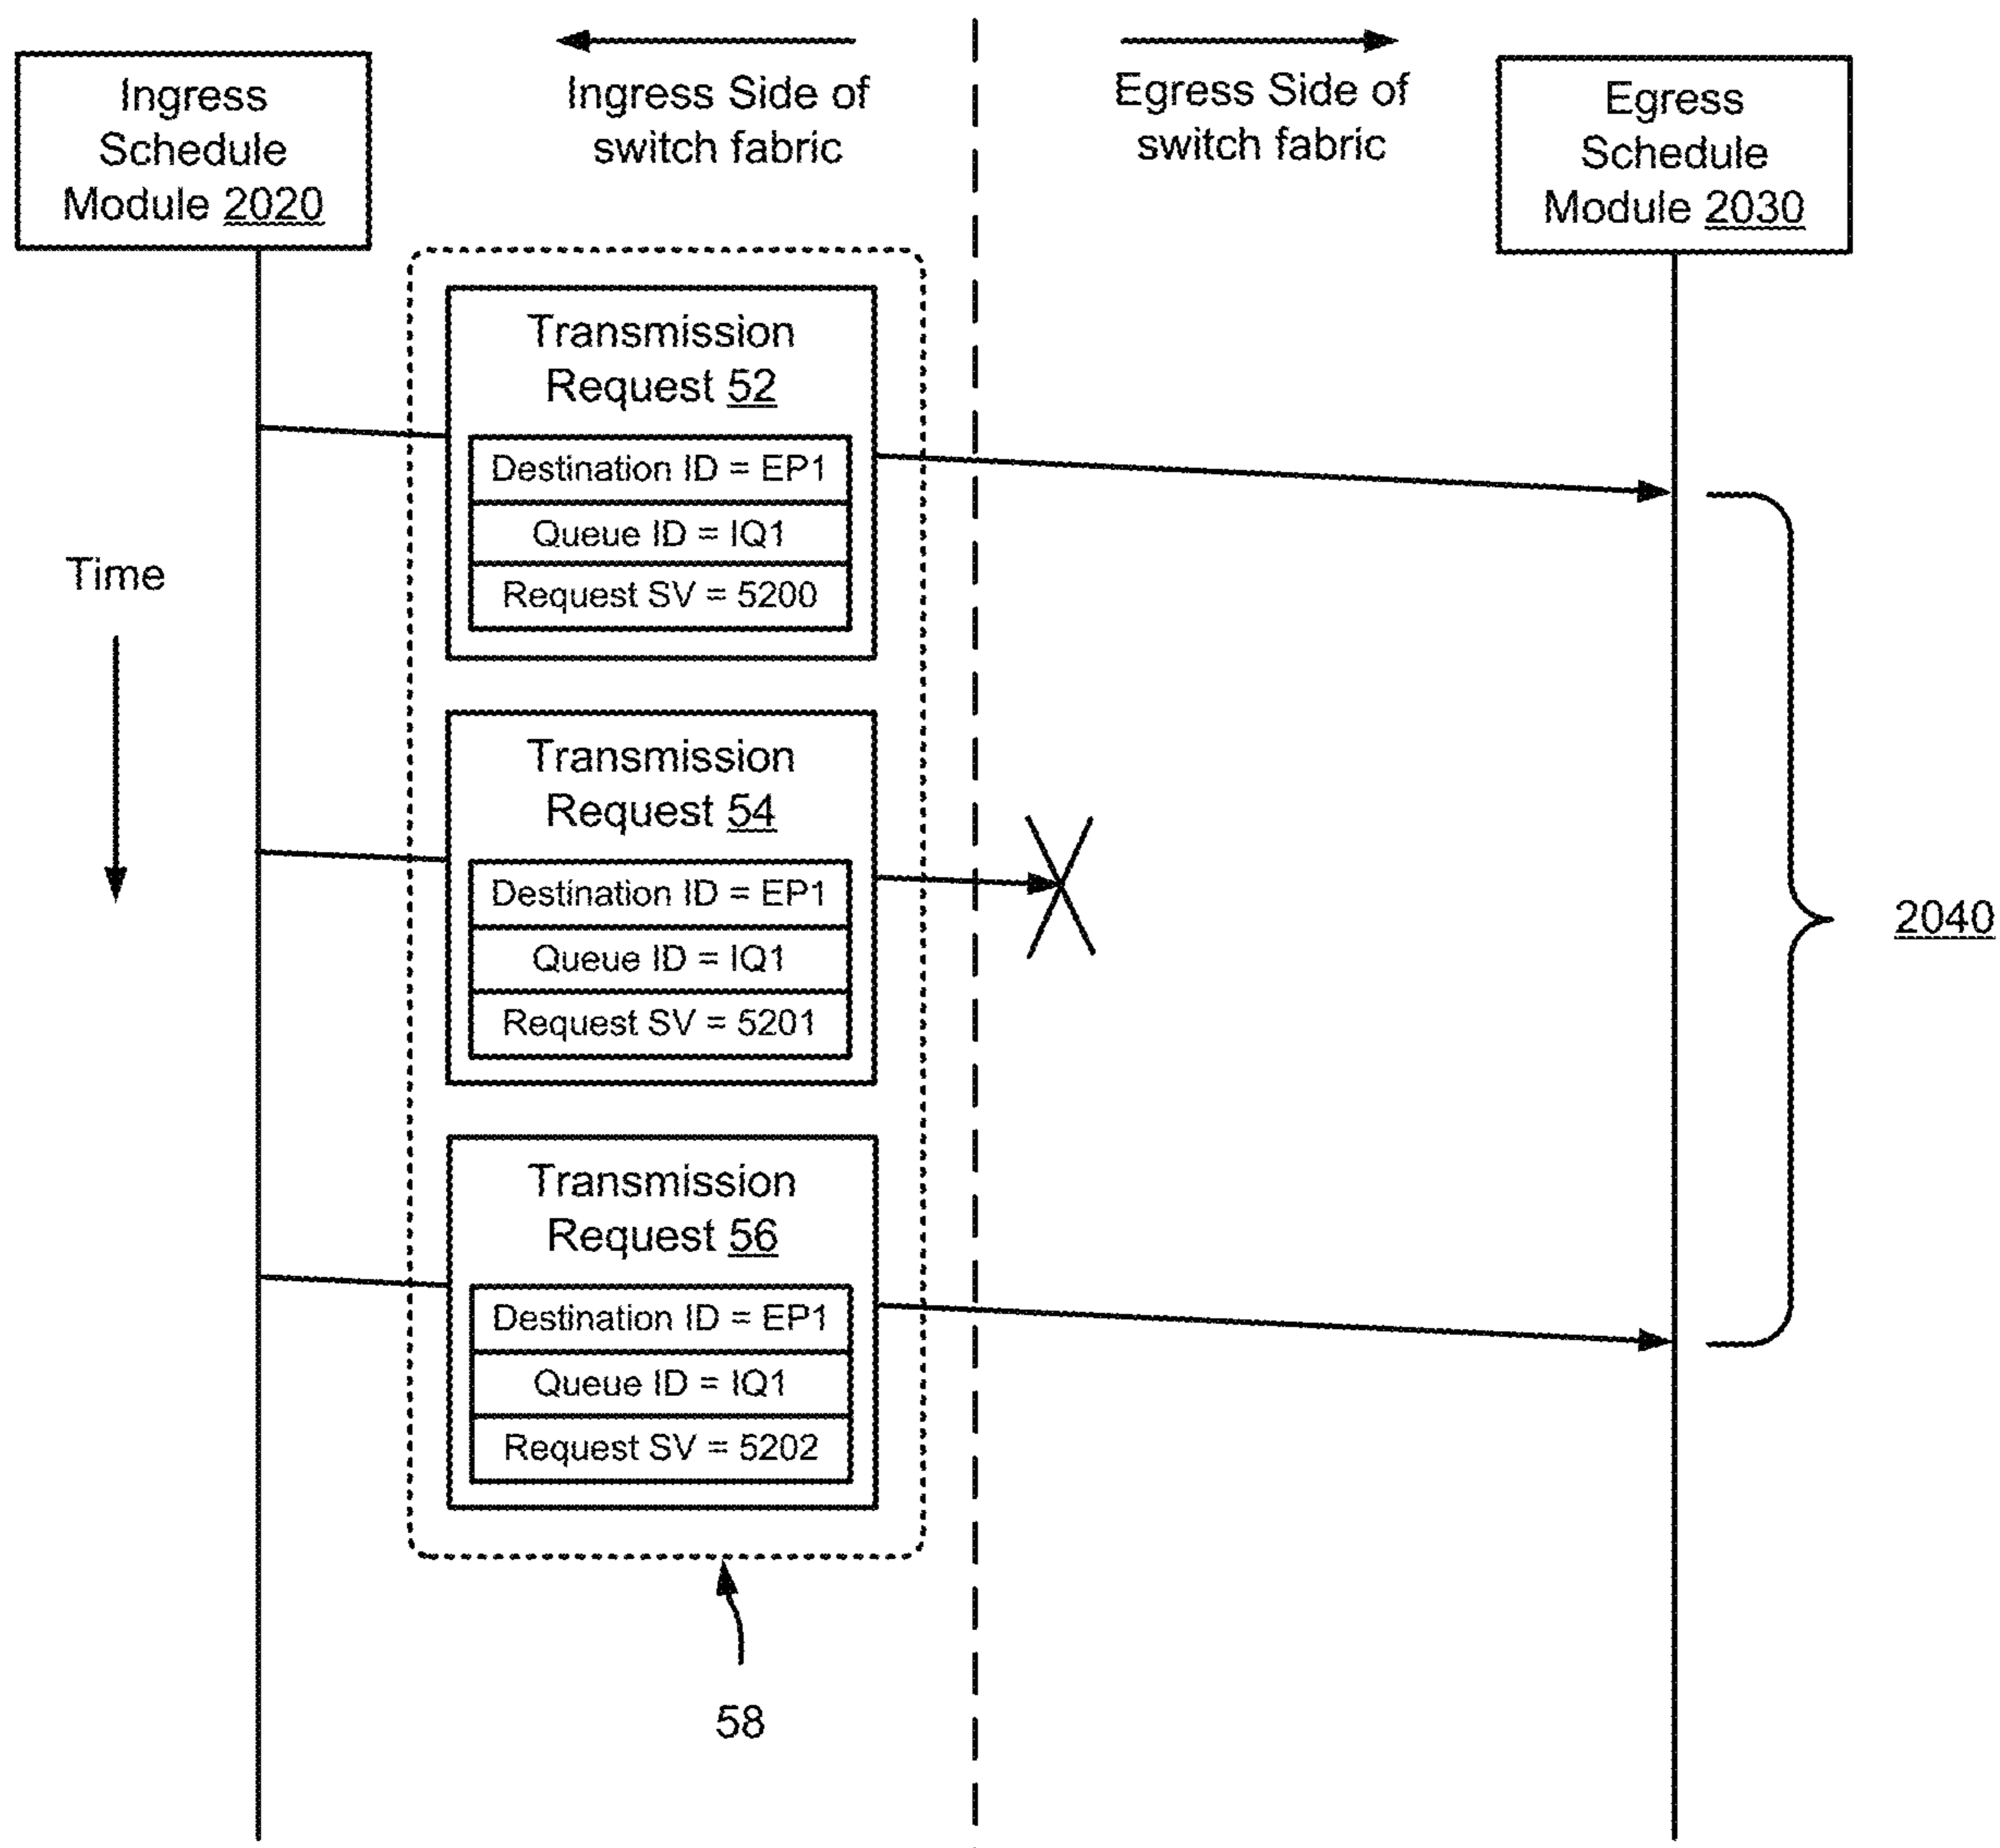 Ingress
Schedule
Module 2020
Ingress Side of
switch fabric
Egress Side of
switch fabric
Egress
Schedule
Module 2030
Transmission
Request 52
Destination ID = EP1
Queue ID = IQ1
Request SV = 5200
Time
Transmission
Request 54
Destination ID = EP1
Queue ID = IQ1
Request SV = 5201
2040
Transmission
Request 56
Destination ID = EP1
Queue ID = IQ1
Request SV = 5202
58